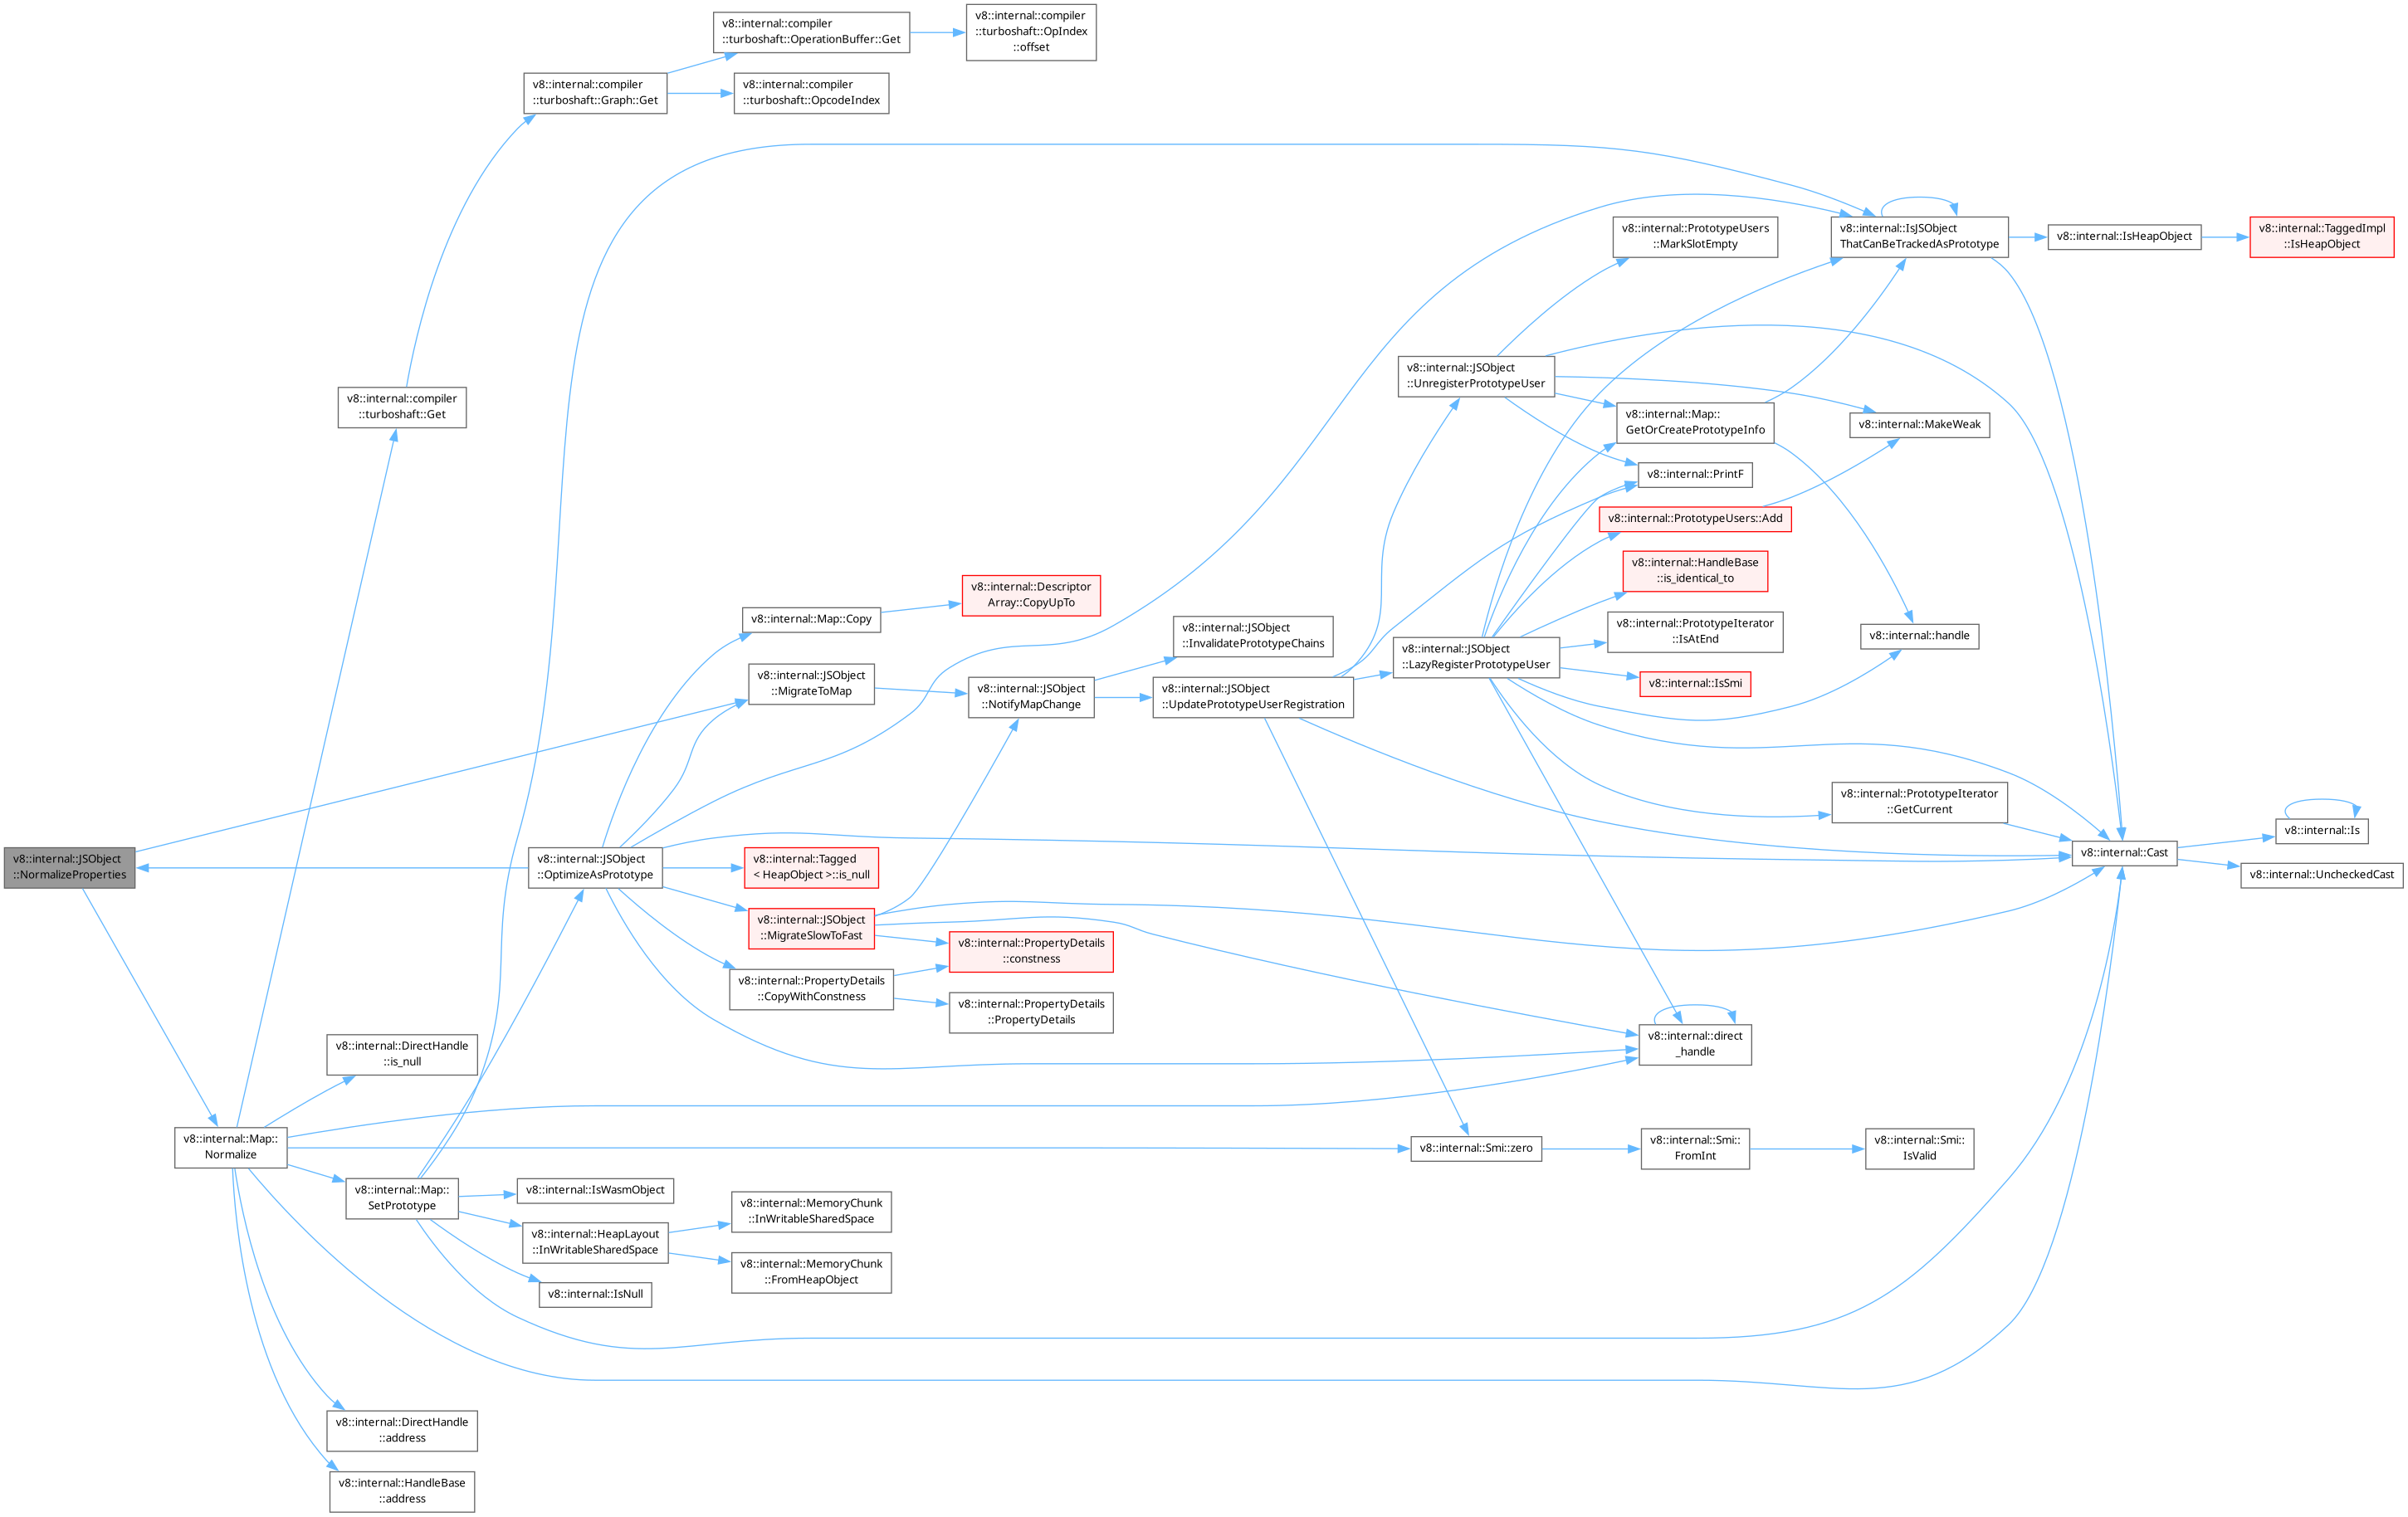 v8::internal::JSObject
::NormalizeProperties
v8::internal::Map::
Normalize
v8::internal::compiler
::turboshaft::Get
v8::internal::DirectHandle
::is_null
v8::internal::Map::
SetPrototype
v8::internal::DirectHandle
::address
v8::internal::HandleBase
::address
v8::internal::compiler
::turboshaft::Graph::Get
v8::internal::JSObject
::OptimizeAsPrototype
v8::internal::IsWasmObject
v8::internal::HeapLayout
::InWritableSharedSpace
v8::internal::IsNull
v8::internal::compiler
::turboshaft::OperationBuffer::Get
v8::internal::compiler
::turboshaft::OpcodeIndex
v8::internal::Map::Copy
v8::internal::JSObject
::MigrateToMap
v8::internal::Tagged
< HeapObject >::is_null
v8::internal::JSObject
::MigrateSlowToFast
v8::internal::PropertyDetails
::CopyWithConstness
v8::internal::MemoryChunk
::InWritableSharedSpace
v8::internal::MemoryChunk
::FromHeapObject
v8::internal::compiler
::turboshaft::OpIndex
::offset
v8::internal::Descriptor
Array::CopyUpTo
v8::internal::JSObject
::NotifyMapChange
v8::internal::PropertyDetails
::constness
v8::internal::PropertyDetails
::PropertyDetails
v8::internal::JSObject
::InvalidatePrototypeChains
v8::internal::JSObject
::UpdatePrototypeUserRegistration
v8::internal::JSObject
::UnregisterPrototypeUser
v8::internal::JSObject
::LazyRegisterPrototypeUser
v8::internal::Smi::zero
v8::internal::PrototypeUsers
::MarkSlotEmpty
v8::internal::Map::
GetOrCreatePrototypeInfo
v8::internal::PrintF
v8::internal::PrototypeUsers::Add
v8::internal::HandleBase
::is_identical_to
v8::internal::PrototypeIterator
::IsAtEnd
v8::internal::IsSmi
v8::internal::direct
_handle
v8::internal::Smi::
FromInt
v8::internal::IsJSObject
ThatCanBeTrackedAsPrototype
v8::internal::MakeWeak
v8::internal::handle
v8::internal::PrototypeIterator
::GetCurrent
v8::internal::Smi::
IsValid
v8::internal::IsHeapObject
v8::internal::Cast
v8::internal::TaggedImpl
::IsHeapObject
v8::internal::Is
v8::internal::UncheckedCast